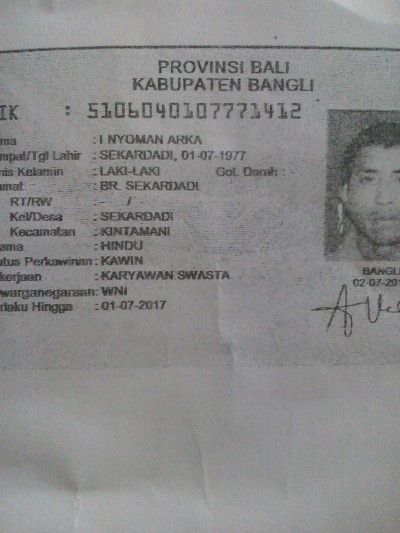 PROVINSI BALI
KABUPATEN BANGLI
IK : 5106040107771412
ma : I NYOMAN ARKA
mpat/Tgl Lahir : SEKARDADI, 01-07-1977
nis Kelamin : LAKI-LAKI Gol. Darah : -
mat : BR. SEKARDADI
RT/RW : - / -
Kel/Desa : SEKARDADI
Kecamatan : KINTAMANI
ama : HINDU
atus Perkawinan : KAWIN
kerjaan : KARYAWAN SWASTA
warganegaraan : WNI
rlaku Hingga : 01-07-2017
BANGLI
02-07-20